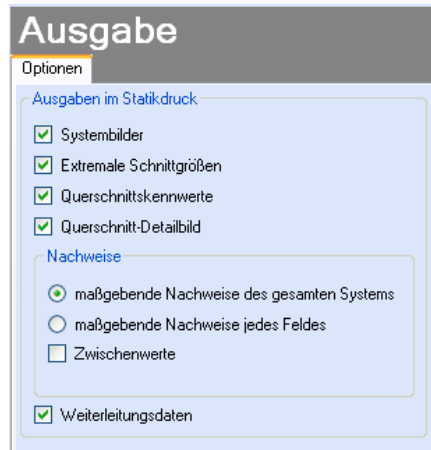 Ausgabe
Optionen
Ausgaben im Statikdruck
Systembilder
Extremale Schnittgrößen
Querschnittskennwerte
Querschnitt-Detailbild
Nachweise
maßgebende Nachweise des gesamten Systems
maßgebende Nachweise jedes Feldes
Zwischenwerte
Weiterleitungsdaten